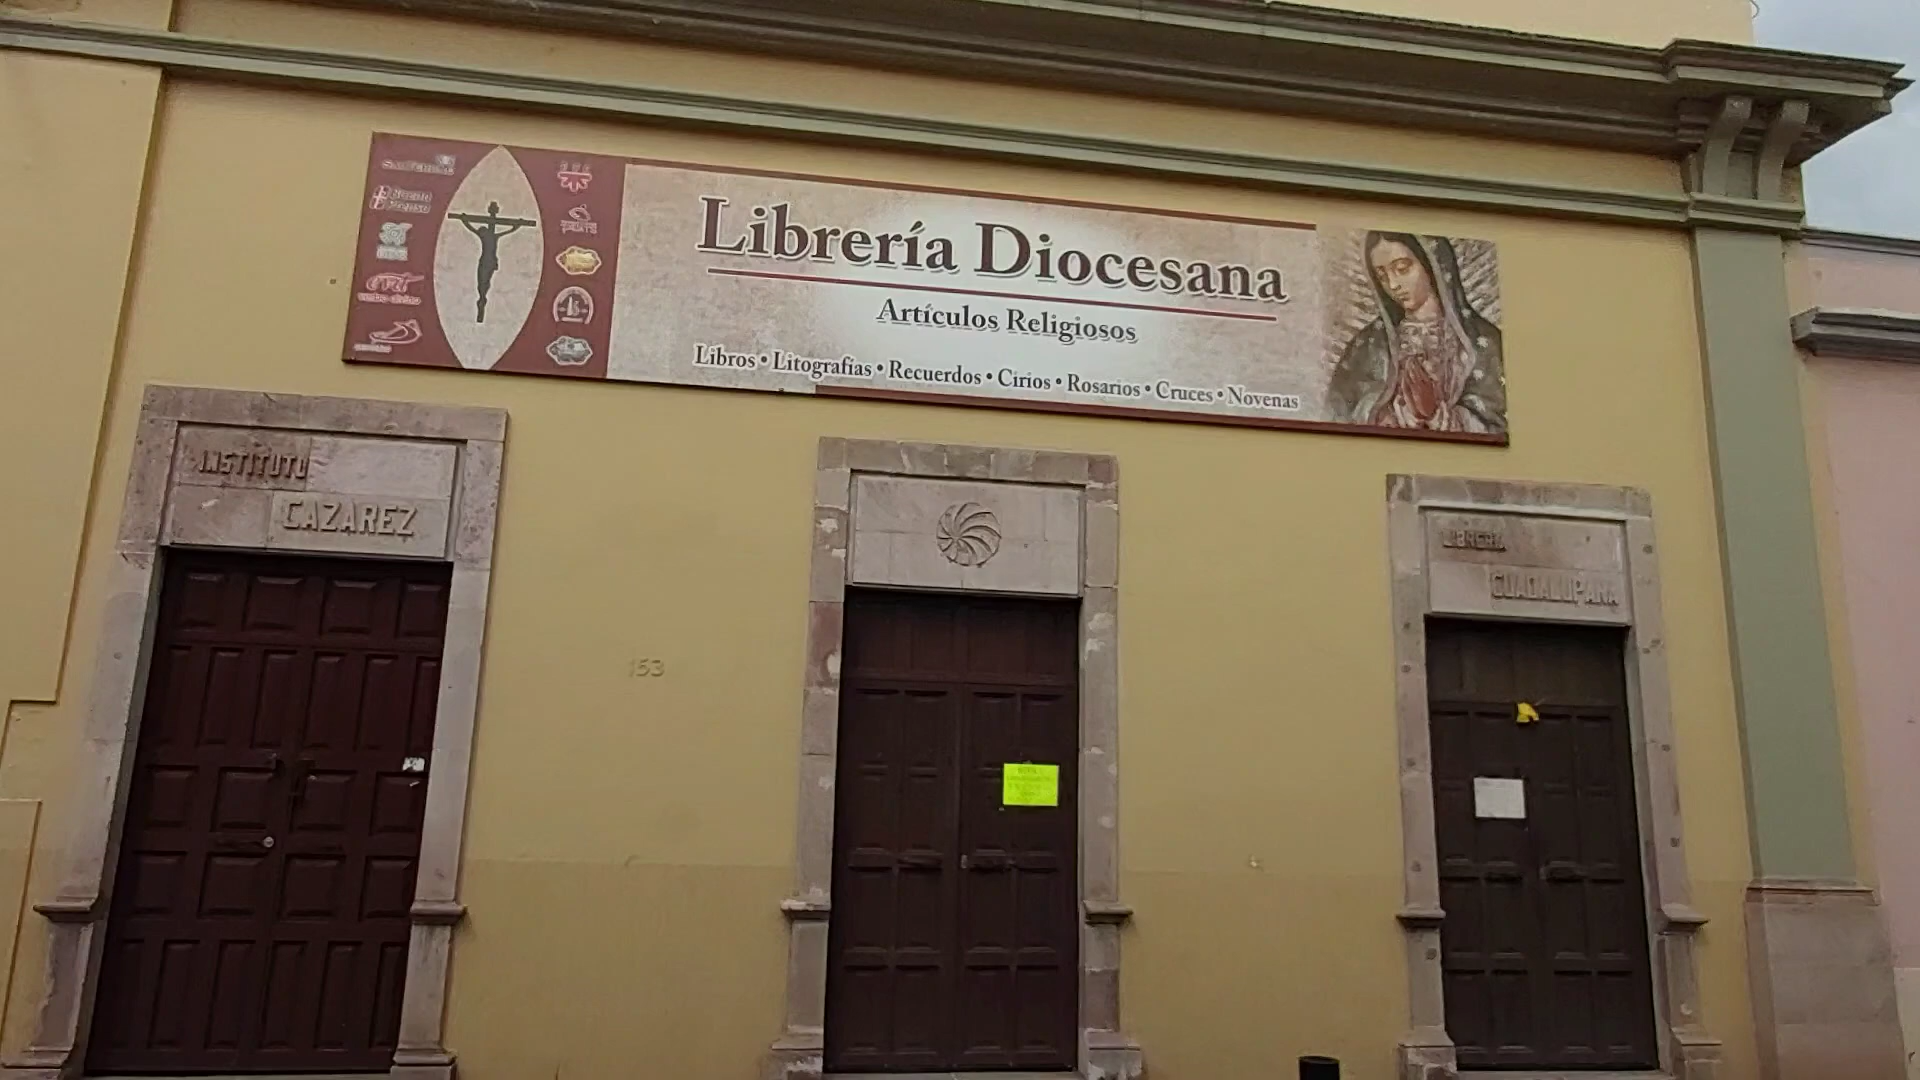 Librería Diocesana
Artículos Religiosos
Libros • Litografías • Recuerdos • Cirios • Rosarios • Cruces • Novenas
INSTITUTO
CAZAREZ
LIBRERIA
GUADALUPANA
153